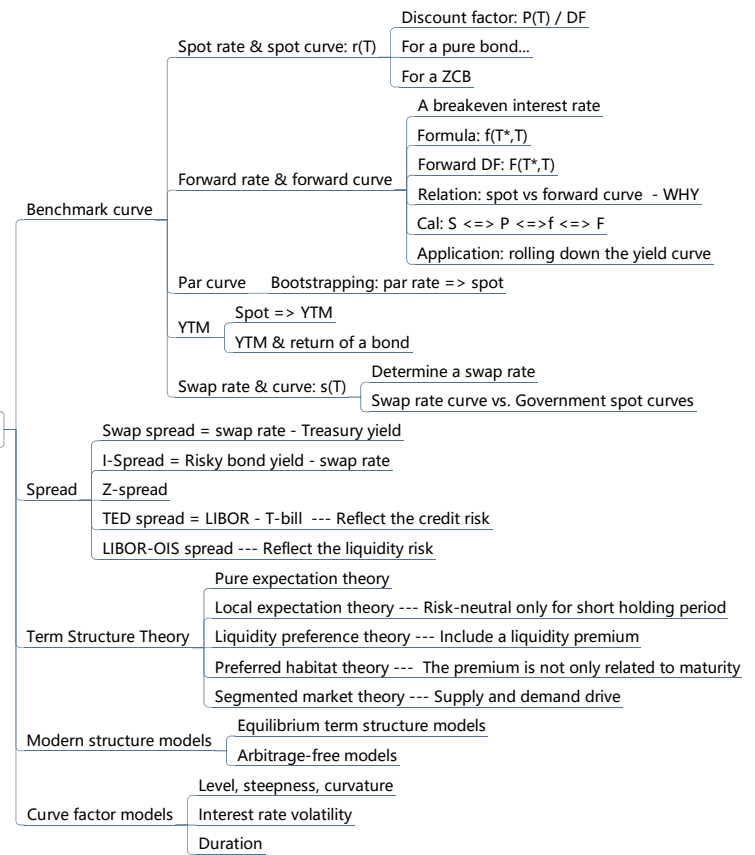 Benchmark curve
Spot rate & spot curve: r(T)
Discount factor: P(T) / DF
For a pure bond...
For a ZCB
Forward rate & forward curve
A breakeven interest rate
Formula: f(T*,T)
Forward DF: F(T*,T)
Relation: spot vs forward curve - WHY
Cal: S <=> P <=>f <=> F
Application: rolling down the yield curve
Par curve
Bootstrapping: par rate => spot
YTM
Spot => YTM
YTM & return of a bond
Swap rate & curve: s(T)
Determine a swap rate
Swap rate curve vs. Government spot curves
Spread
Swap spread = swap rate - Treasury yield
I-Spread = Risky bond yield - swap rate
Z-spread
TED spread = LIBOR - T-bill --- Reflect the credit risk
LIBOR-OIS spread --- Reflect the liquidity risk
Term Structure Theory
Pure expectation theory
Local expectation theory --- Risk-neutral only for short holding period
Liquidity preference theory --- Include a liquidity premium
Preferred habitat theory --- The premium is not only related to maturity
Segmented market theory --- Supply and demand drive
Modern structure models
Equilibrium term structure models
Arbitrage-free models
Curve factor models
Level, steepness, curvature
Interest rate volatility
Duration